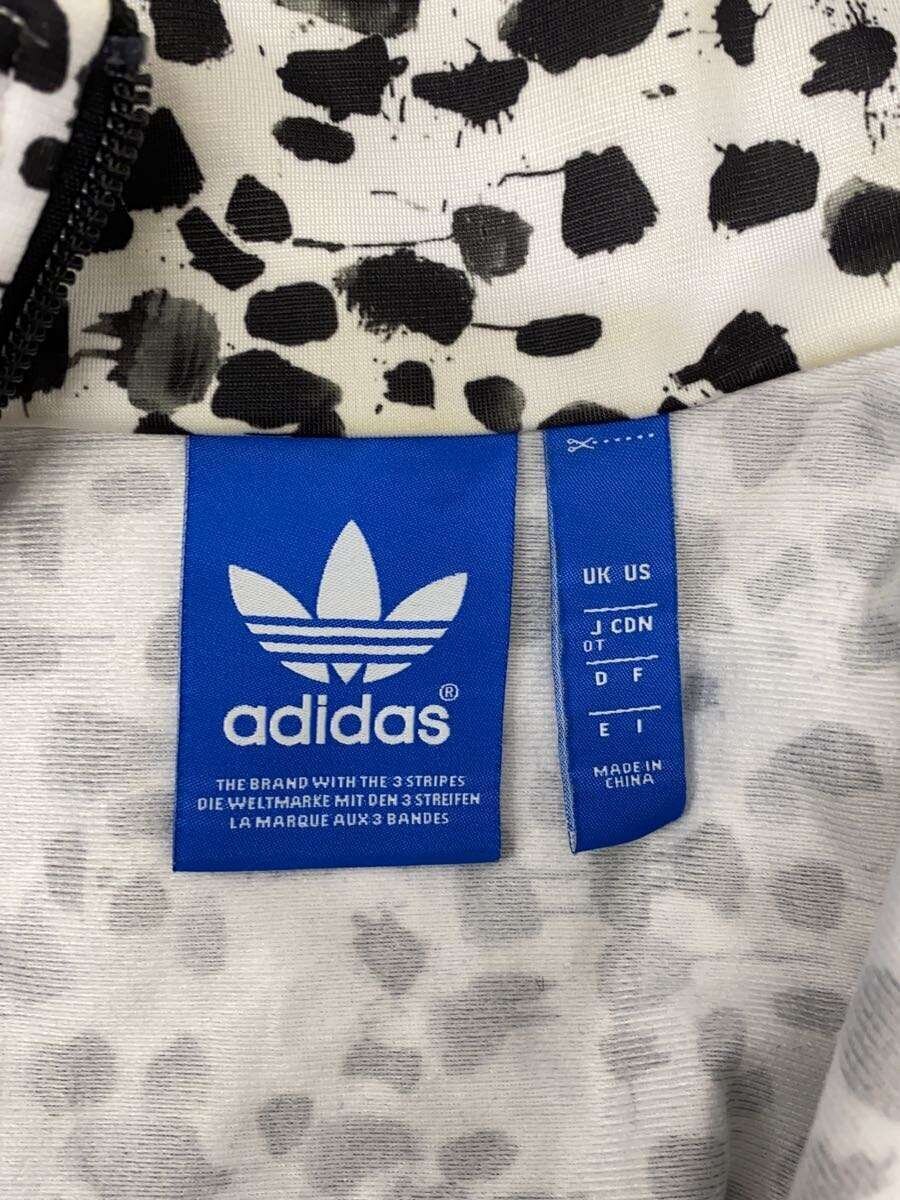 adidas®
THE BRAND WITH THE 3 STRIPES
DIE WELTMARKE MIT DEN 3 STREIFEN
LA MARQUE AUX 3 BANDES
UK US
J CDN
OT
D F
E I
MADE IN
CHINA